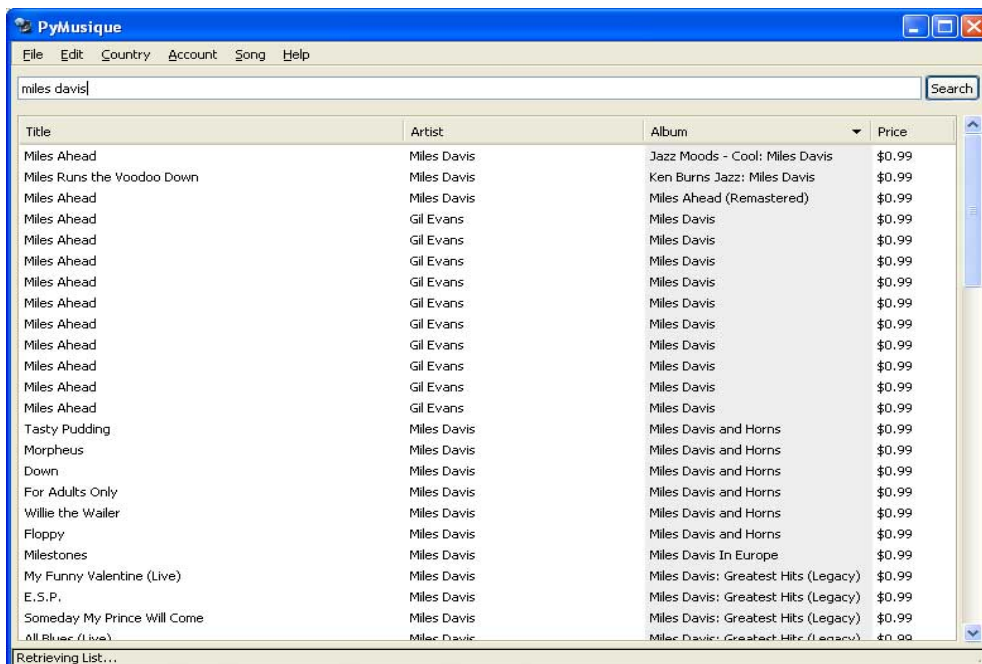 PyMusique
File Edit Country Account Song Help
miles davis Search
Title Artist Album Price
Miles Ahead Miles Davis Jazz Moods - Cool: Miles Davis $0.99
Miles Runs the Voodoo Down Miles Davis Ken Burns Jazz: Miles Davis $0.99
Miles Ahead Miles Davis Miles Ahead (Remastered) $0.99
Miles Ahead Gil Evans Miles Davis $0.99
Miles Ahead Gil Evans Miles Davis $0.99
Miles Ahead Gil Evans Miles Davis $0.99
Miles Ahead Gil Evans Miles Davis $0.99
Miles Ahead Gil Evans Miles Davis $0.99
Miles Ahead Gil Evans Miles Davis $0.99
Miles Ahead Gil Evans Miles Davis $0.99
Miles Ahead Gil Evans Miles Davis $0.99
Miles Ahead Gil Evans Miles Davis $0.99
Miles Ahead Gil Evans Miles Davis $0.99
Tasty Pudding Miles Davis Miles Davis and Horns $0.99
Morpheus Miles Davis Miles Davis and Horns $0.99
Down Miles Davis Miles Davis and Horns $0.99
For Adults Only Miles Davis Miles Davis and Horns $0.99
Willie the Wailer Miles Davis Miles Davis and Horns $0.99
Floppy Miles Davis Miles Davis and Horns $0.99
Milestones Miles Davis Miles Davis In Europe $0.99
My Funny Valentine (Live) Miles Davis Miles Davis: Greatest Hits (Legacy) $0.99
E.S.P. Miles Davis Miles Davis: Greatest Hits (Legacy) $0.99
Someday My Prince Will Come Miles Davis Miles Davis: Greatest Hits (Legacy) $0.99
All Blues (Live) Miles Davis Miles Davis: Greatest Hits (Legacy) $0.99
Retrieving List...